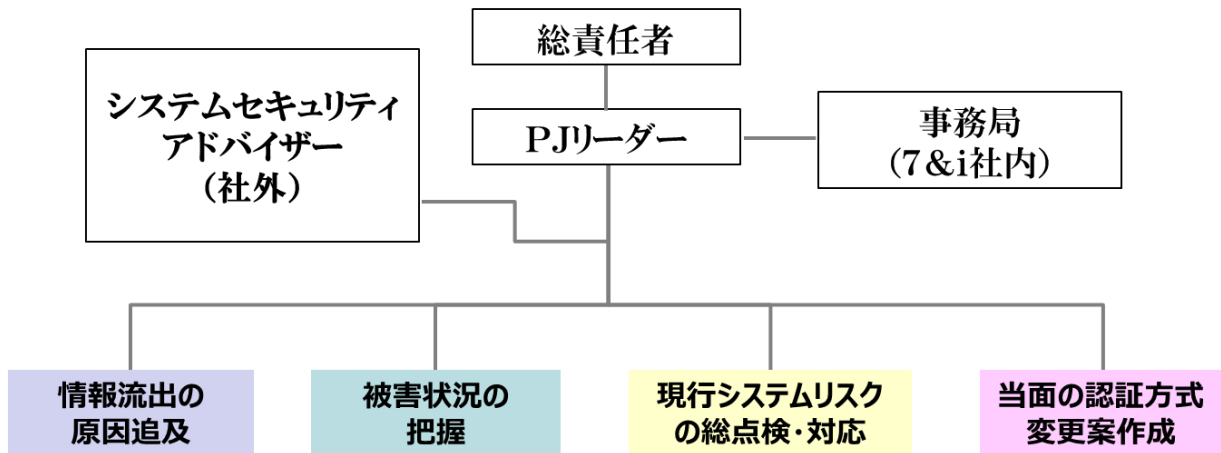 総責任者
システムセキュリティ
アドバイザー
（社外）
PJリーダー
事務局
（7＆i社内）
情報流出の
原因追及
被害状況の
把握
現行システムリスク
の総点検・対応
当面の認証方式
変更案作成